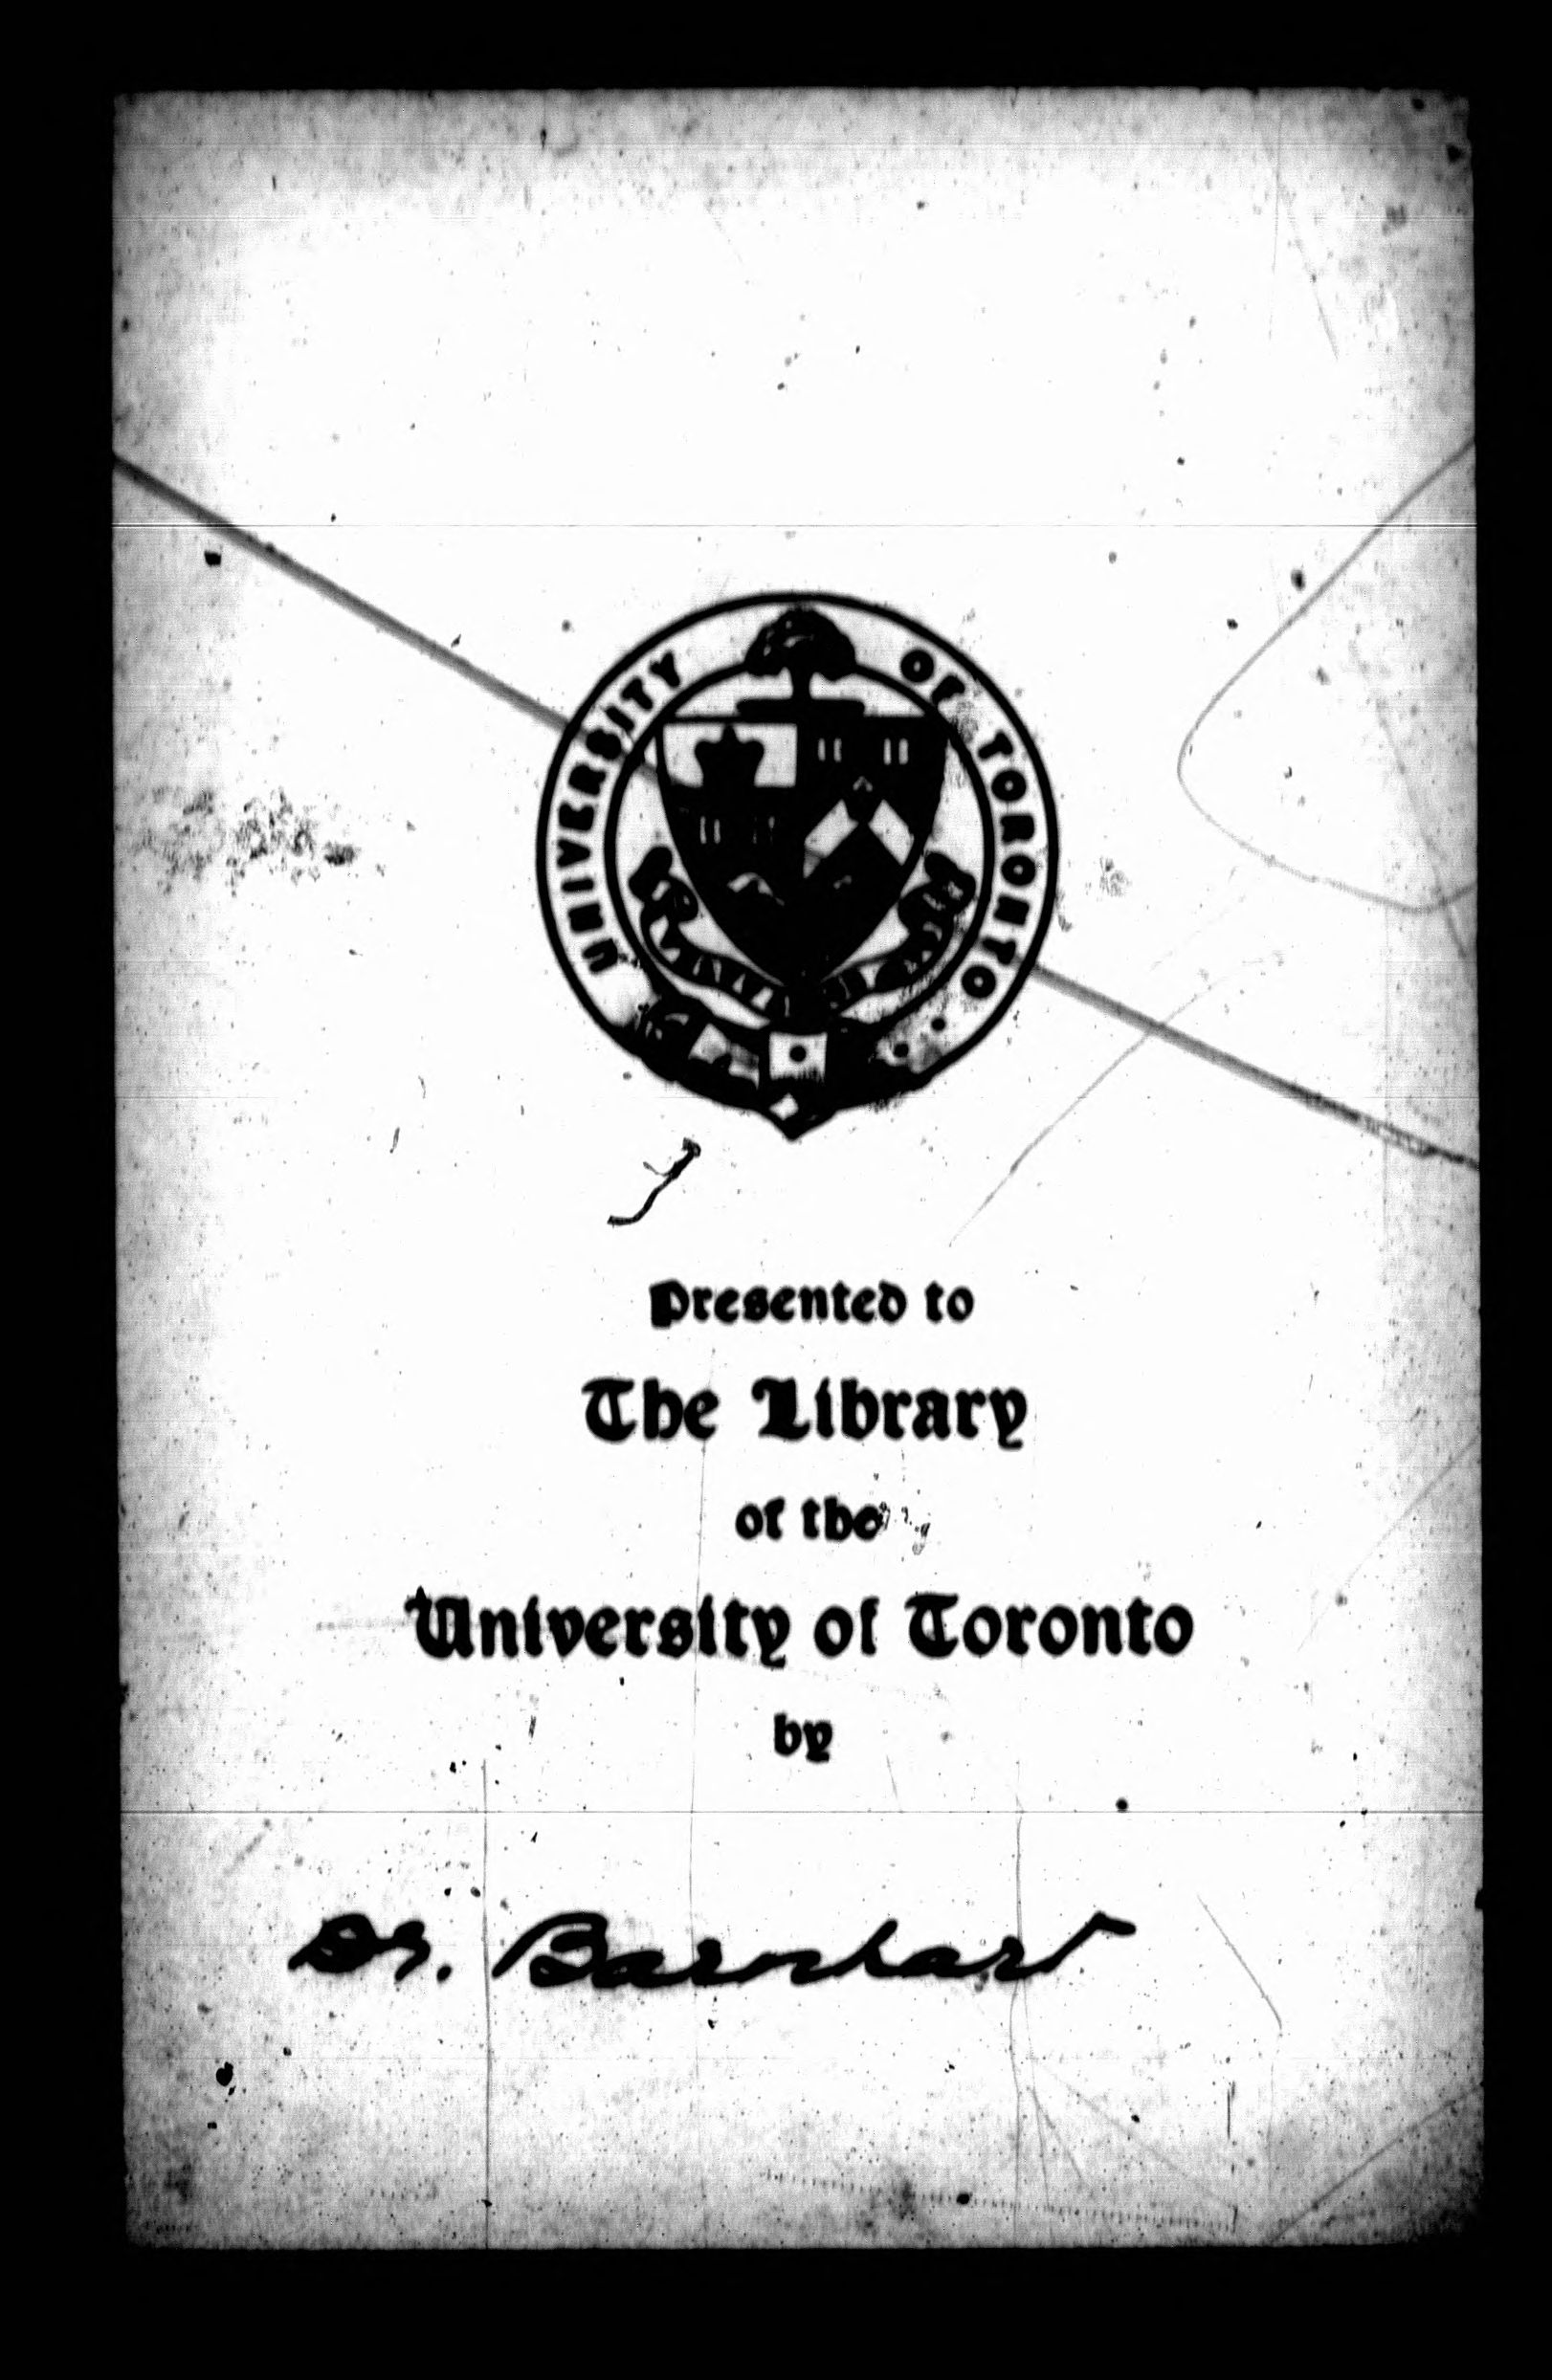 UNIVERSITY OF TORONTO
Presented to
The Library
of the
University of Toronto
by
Dr. Barnhart